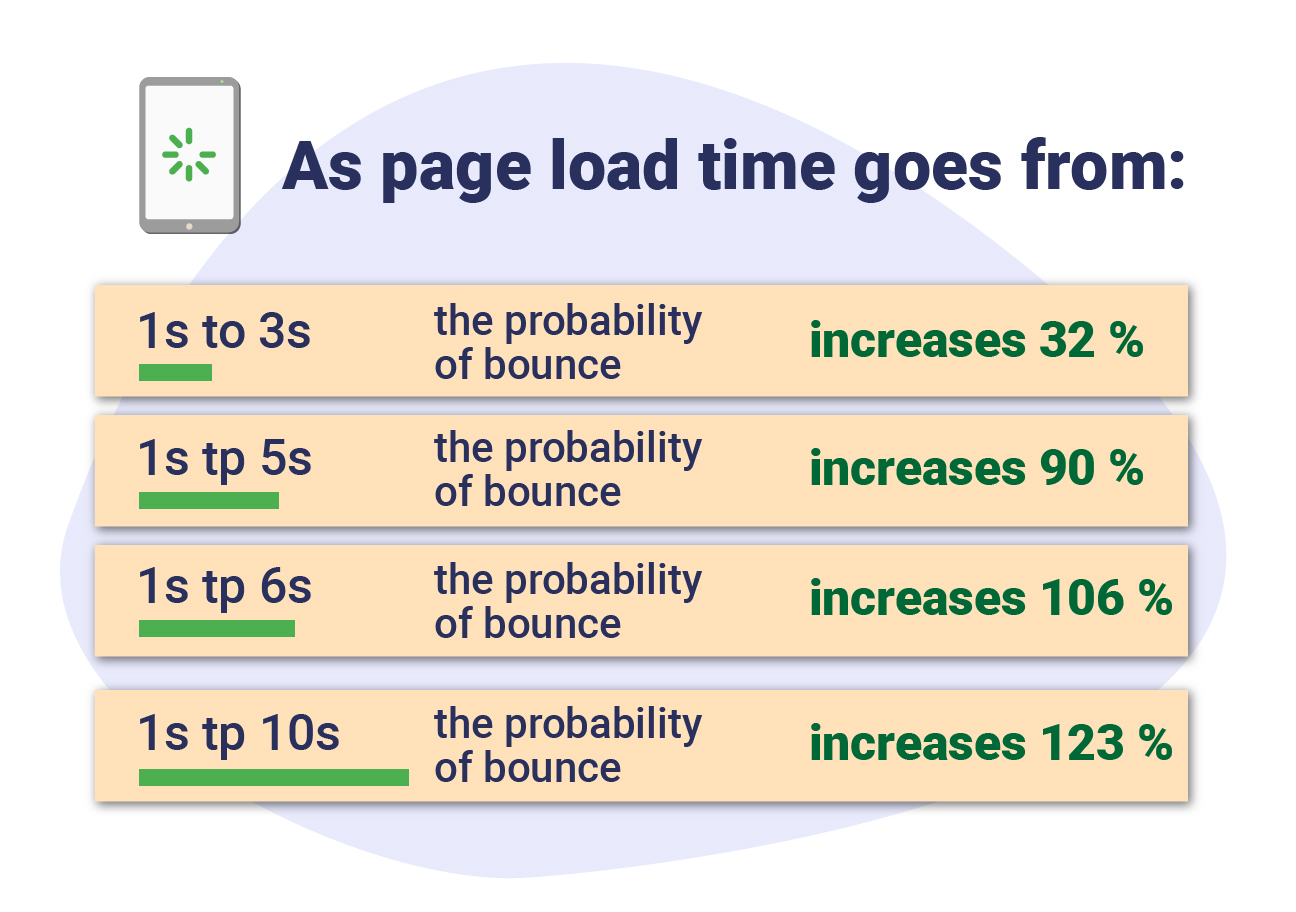 As page load time goes from:
1s to 3s
the probability
of bounce
increases 32 %
1s tp 5s
the probability
of bounce
increases 90 %
1s tp 6s
the probability
of bounce
increases 106 %
1s tp 10s
the probability
of bounce
increases 123 %